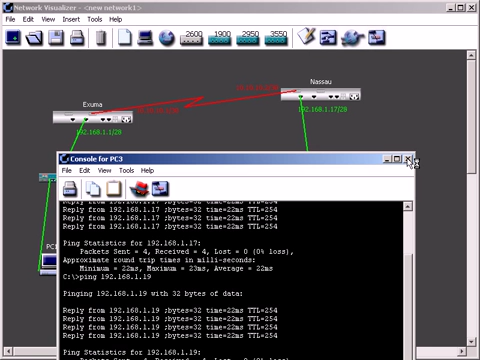 Network Visualizer - <new network1>
File Edit View Insert Tools Help
2600 1900 2950 3550
Nassau
Exuma
192.168.1.17/28
192.168.1.1/28
Console for PC3
File Edit View Tools Help
Reply from 192.168.1.17 ;bytes=32 time=22ms TTL=254
Reply from 192.168.1.17 ;bytes=32 time=23ms TTL=254
Reply from 192.168.1.17 ;bytes=32 time=22ms TTL=254
Ping Statistics for 192.168.1.17:
Packets Sent = 4, Received = 4, Lost = 0 (0% loss),
Approximate round trip times in milli-seconds:
Minimum = 22ms, Maximum = 23ms, Average = 22ms
C:\>ping 192.168.1.19
Pinging 192.168.1.19 with 32 bytes of data:
Reply from 192.168.1.19 ;bytes=32 time=22ms TTL=254
Reply from 192.168.1.19 ;bytes=32 time=22ms TTL=254
Reply from 192.168.1.19 ;bytes=32 time=22ms TTL=254
Reply from 192.168.1.19 ;bytes=32 time=22ms TTL=254
Ping Statistics for 192.168.1.19: